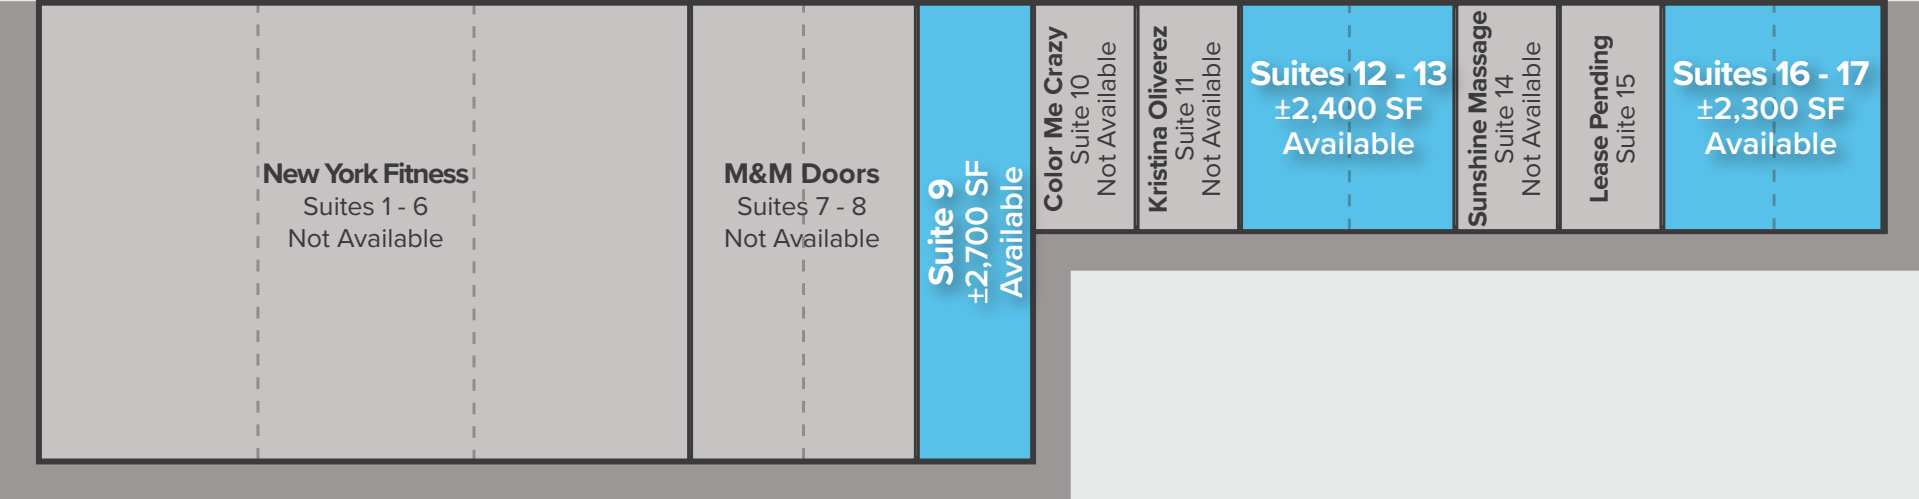 New York Fitness
Suites 1 - 6
Not Available
M&M Doors
Suites 7 - 8
Not Available
Suite 9
±2,700 SF
Available
Color Me Crazy
Suite 10
Not Available
Kristina Oliverez
Suite 11
Not Available
Suites 12 - 13
±2,400 SF
Available
Sunshine Massage
Suite 14
Not Available
Lease Pending
Suite 15
Suites 16 - 17
±2,300 SF
Available